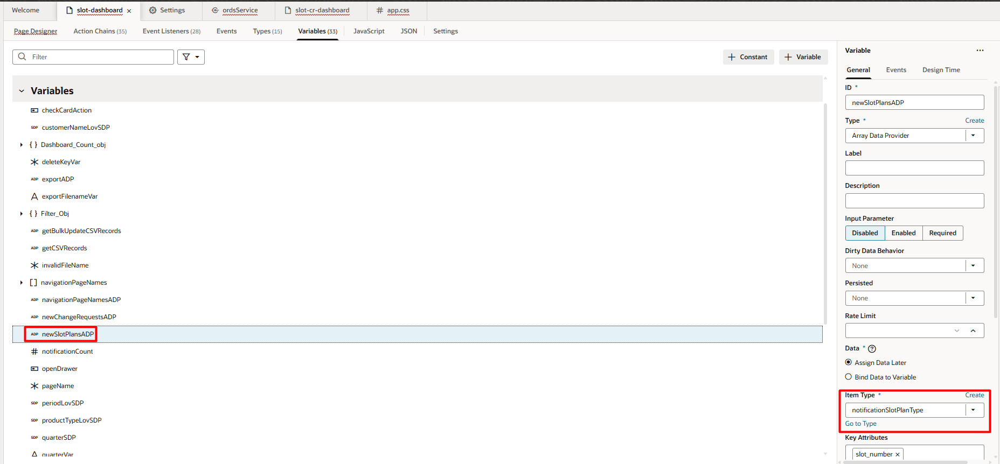 Welcome
slot-dashboard ×
Settings
ordsService
slot-cr-dashboard
# app.css
Page Designer
Action Chains (35)
Event Listeners (28)
Events
Types (15)
Variables (33)
JavaScript
JSON
Settings
Filter
+ Constant
+ Variable
Variables
checkCardAction
SDP customerNameLovSDP
{ } Dashboard_Count_obj
deleteKeyVar
ADP exportADP
A exportFilenameVar
{ } Filter_Obj
ADP getBulkUpdateCSVRecords
ADP getCSVRecords
invalidFileName
[ ] navigationPageNames
ADP navigationPageNamesADP
ADP newChangeRequestsADP
ADP newSlotPlansADP
# notificationCount
openDrawer
pageName
SDP periodLovSDP
SDP productTypeLovSDP
SDP quarterSDP
A quarterVar
Variable
...
General
Events
Design Time
ID *
newSlotPlansADP
Type *
Create
Array Data Provider
Label
Description
Input Parameter
Disabled
Enabled
Required
Dirty Data Behavior
None
Persisted
None
Rate Limit
Data * ?
Assign Data Later
Bind Data to Variable
Item Type *
Create
notificationSlotPlanType
Go to Type
Key Attributes
slot_number ×